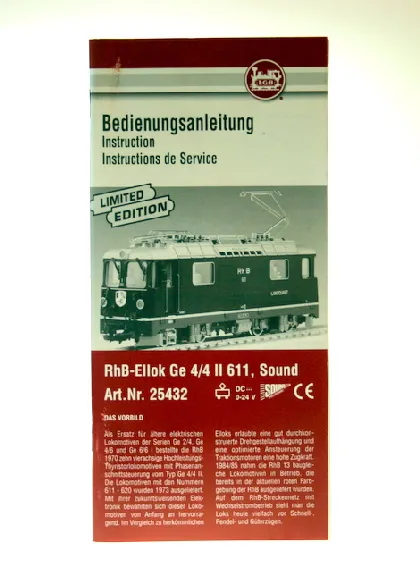 LGB
Bedienungsanleitung
Instruction
Instructions de Service
LIMITED
EDITION
RhB
RhB-Ellok Ge 4/4 II 611, Sound
Art.Nr. 25432
DC
0-24 V
SOUND
CE
DAS VORBILD
Als Ersatz für ältere elektrischen
Lokomotiven der Serien Ge 2/4, Ge
4/6 und Ge 6/6 I bestellte die RhB
1970 zehn vierachsige Hochleistungs-
Thyristorlokomotiven mit Phasenan-
schnittsteuerung vom Typ Ge 4/4 II.
Die Lokomotiven mit den Nummern
611 - 620 wurden 1973 ausgeliefert.
Mit ihrer zukunftsweisenden Elek-
tronik bewährten sich diese Loko-
motiven von Anfang an hervorra-
gend. Im Vergleich zu herkömmlichen
Elloks erlaubte eine gut durchkon-
struierte Drehgestellaufhängung und
eine optimierte Ansteuerung der
Traktionsmotoren eine hohe Zugkraft.
1984/85 nahm die RhB 13 bauglei-
che Lokomotiven in Betrieb, die
bereits in der aktuellen roten Farb-
gebung der RhB ausgeliefert wurden.
Auf dem RhB-Streckennetz mit
Wechselstrombetrieb sieht man die
Loks heute vielfach vor Schnell-,
Pendel- und Güterzügen.